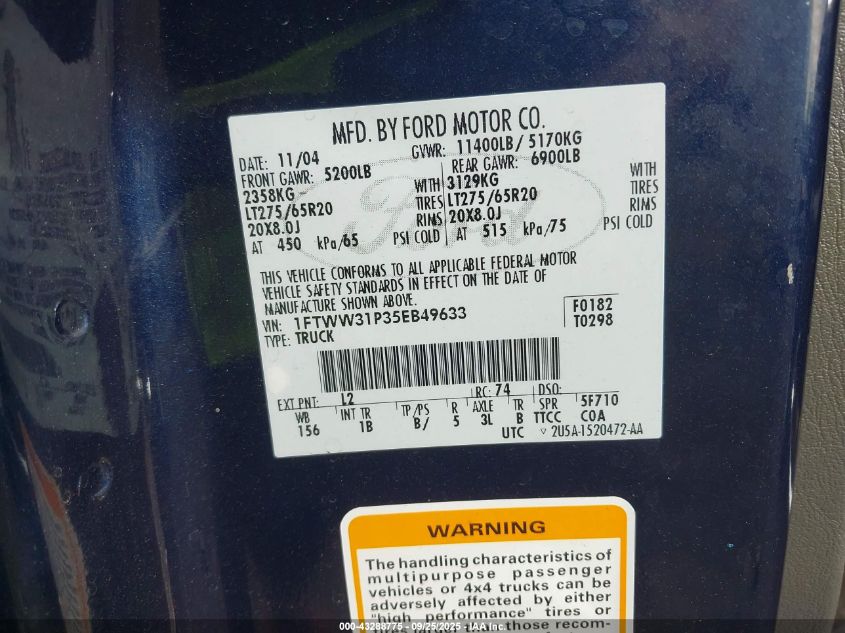 MFD. BY FORD MOTOR CO.
DATE: 11/04 GVWR: 11400LB/ 5170KG
FRONT GAWR: 5200LB REAR GAWR: 6900LB
2358KG WITH 3129KG WITH
LT275/65R20 TIRES LT275/65R20 TIRES
20X8.0J RIMS 20X8.0J RIMS
AT 450 kPa/65 PSI COLD AT 515 kPa/75 PSI COLD
Ford
THIS VEHICLE CONFORMS TO ALL APPLICABLE FEDERAL MOTOR
VEHICLE SAFETY STANDARDS IN EFFECT ON THE DATE OF
MANUFACTURE SHOWN ABOVE.
VIN: 1FTWW31P35EB49633 F0182
TYPE: TRUCK T0298
EXT PNT: L2 RC: 74 DSO:
WB INT TR TP/PS R AXLE TR SPR 5F710
156 1B B/ 5 3L B TTCC COA
UTC ▽ 2U5A-1520472-AA
WARNING
The handling characteristics of
multipurpose passenger
vehicles or 4x4 trucks can be
adversely affected by either
"high performance" tires or
those recom-
000-43288775 - 09/25/2025 - IAA Inc.